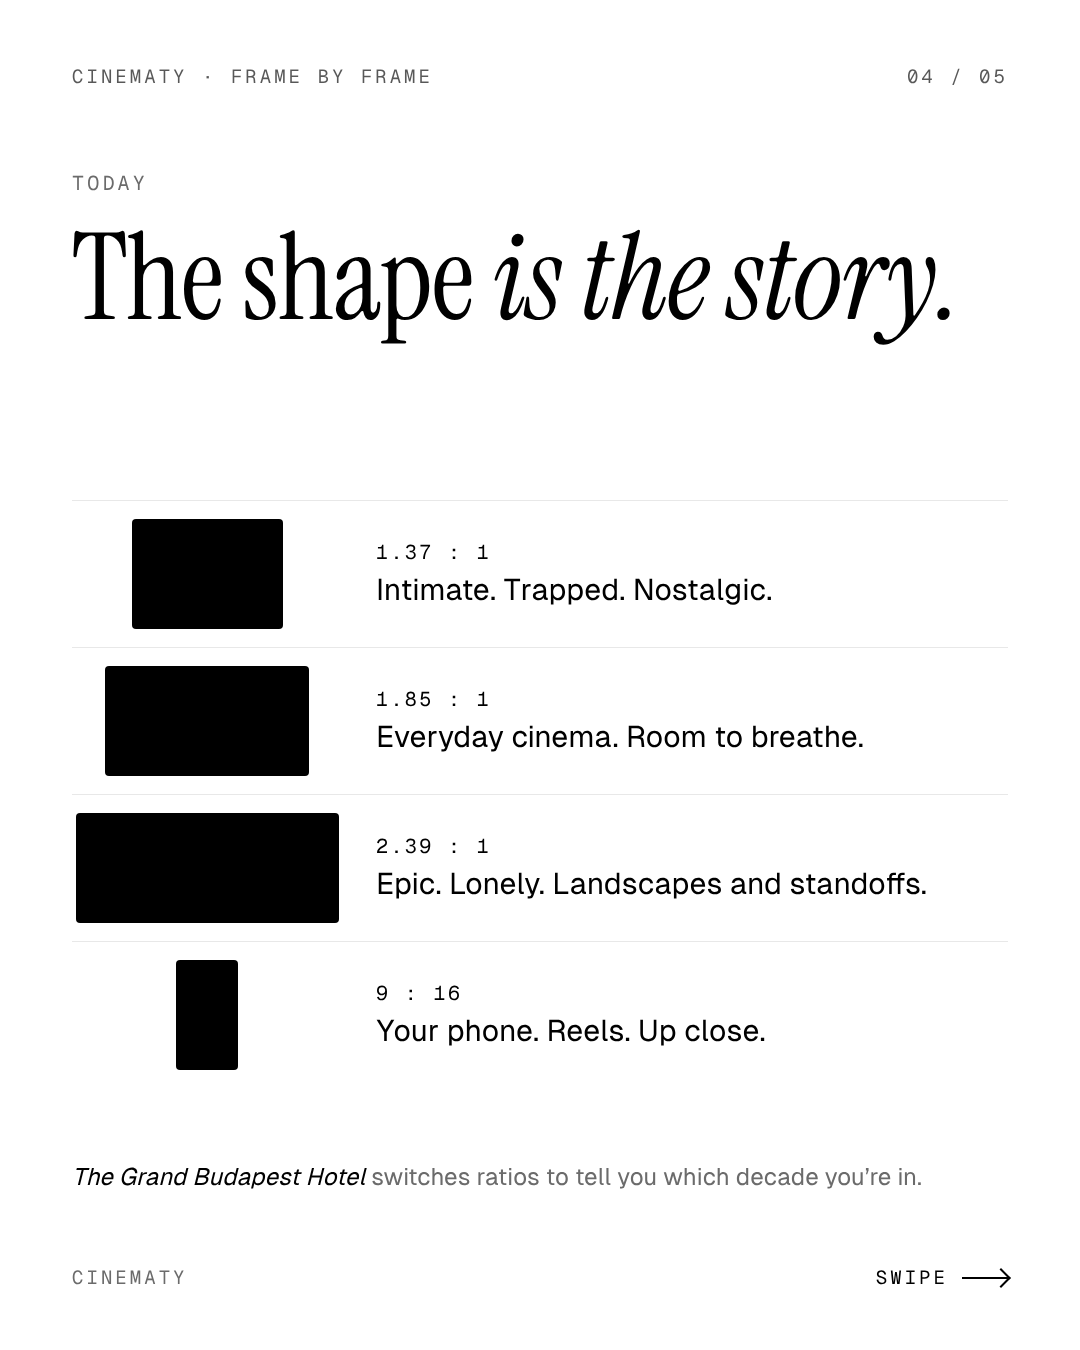 CINEMATY · FRAME BY FRAME
04 / 05
TODAY
The shape is the story.
1.37 : 1
Intimate. Trapped. Nostalgic.
1.85 : 1
Everyday cinema. Room to breathe.
2.39 : 1
Epic. Lonely. Landscapes and standoffs.
9 : 16
Your phone. Reels. Up close.
The Grand Budapest Hotel switches ratios to tell you which decade you’re in.
CINEMATY
SWIPE